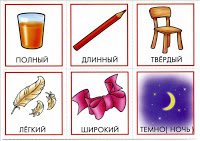 ПОЛНЫЙ
ДЛИННЫЙ
ТВЁРДЫЙ
ЛЁГКИЙ
ШИРОКИЙ
ТЕМНО( НОЧЬ )